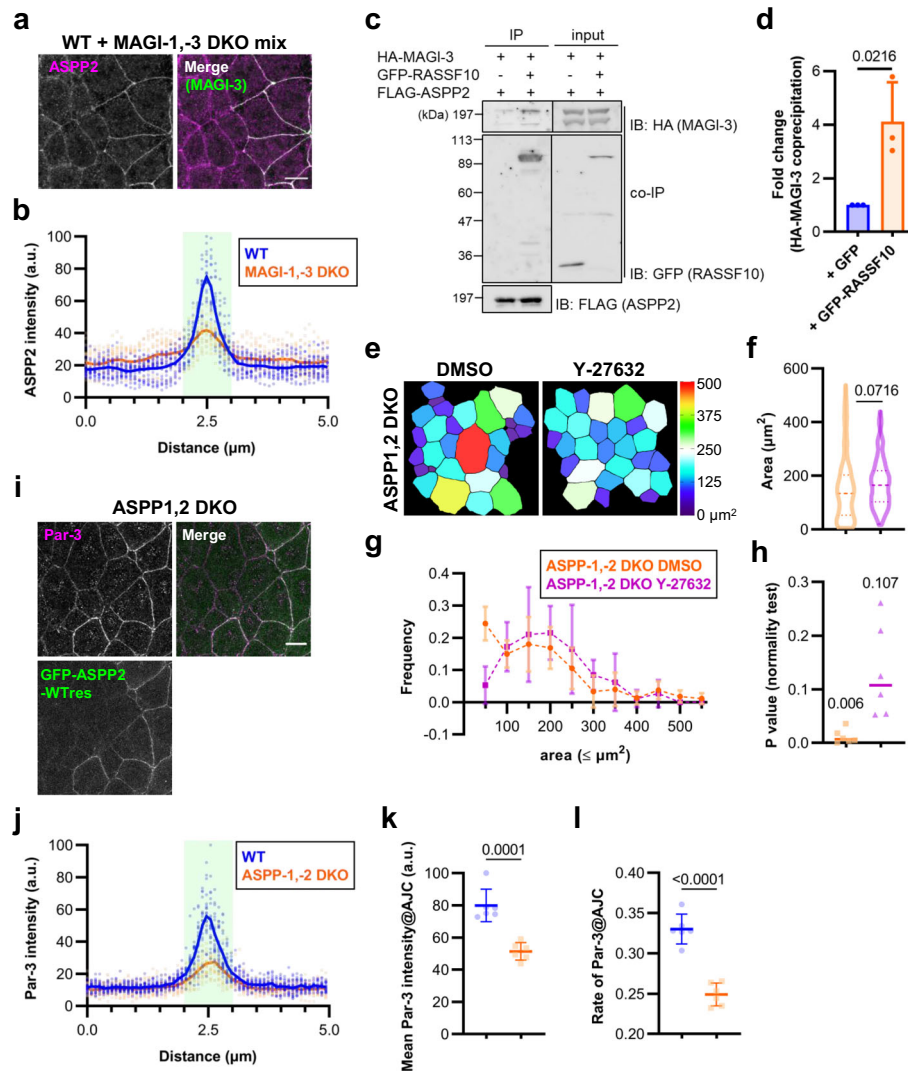 a
WT + MAGI-1,-3 DKO mix
ASPP2
Merge
(MAGI-3)
b
ASPP2 intensity (a.u.)
100
80
60
40
20
0
WT
MAGI-1,-3 DKO
0.0
2.5
5.0
Distance (µm)
c
IP
input
HA-MAGI-3 + + + +
GFP-RASSF10 - + - +
FLAG-ASPP2 + + + +
(kDa) 197
IB: HA (MAGI-3)
113
89
60
47
36
co-IP
IB: GFP (RASSF10)
197
IB: FLAG (ASPP2)
d
Fold change
(HA-MAGI-3 coprecipitation)
8
6
4
2
0
0.0216
+ GFP
+ GFP-RASSF10
e
DMSO
Y-27632
ASPP1,2 DKO
500
375
250
125
0 µm²
f
Area (µm²)
600
400
200
0
0.0716
g
ASPP-1,-2 DKO DMSO
ASPP-1,-2 DKO Y-27632
Frequency
0.4
0.3
0.2
0.1
0.0
-0.1
100 200 300 400 500
area (≤ µm²)
h
P value (normality test)
0.3
0.2
0.1
0.0
0.107
0.006
i
ASPP1,2 DKO
Par-3
Merge
GFP-ASPP2
-WTres
j
Par-3 intensity (a.u.)
100
80
60
40
20
0
WT
ASPP-1,-2 DKO
0.0
2.5
5.0
Distance (µm)
k
Mean Par-3 intensity@AJC
100
80
60
40
20
0
0.0001
l
Rate of Par-3@AJC
0.40
0.35
0.30
0.25
0.20
<0.0001